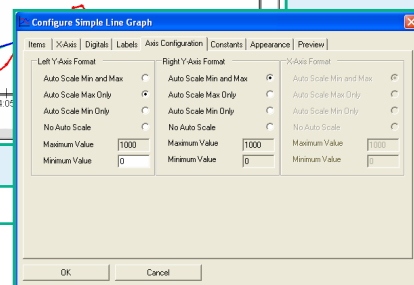 Configure Simple Line Graph
Items X-Axis Digitals Labels Axis Configuration Constants Appearance Preview
Left Y-Axis Format Right Y-Axis Format X-Axis Format
Auto Scale Min and Max Auto Scale Min and Max Auto Scale Min and Max
Auto Scale Max Only Auto Scale Max Only Auto Scale Max Only
Auto Scale Min Only Auto Scale Min Only Auto Scale Min Only
No Auto Scale No Auto Scale No Auto Scale
Maximum Value 1000 Maximum Value 1000 Maximum Value 1000
Minimum Value 0 Minimum Value 0 Minimum Value 0
OK Cancel